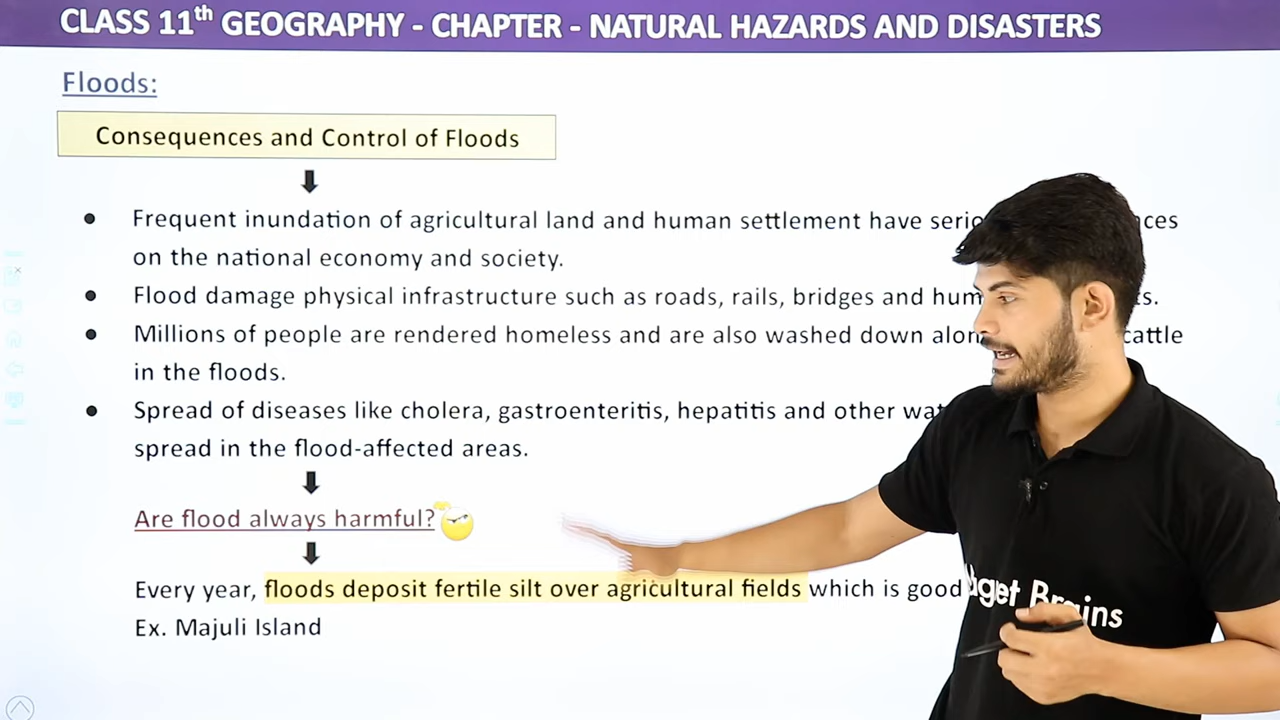 CLASS 11th GEOGRAPHY - CHAPTER - NATURAL HAZARDS AND DISASTERS
Floods:
Consequences and Control of Floods
Frequent inundation of agricultural land and human settlement have
on the national economy and society.
Flood damage physical infrastructure such as roads, rails, bridges and
Millions of people are rendered homeless and are also washed down cattle
in the floods.
Spread of diseases like cholera, gastroenteritis, hepatitis and other
spread in the flood-affected areas.
Are flood always harmful?
Every year, floods deposit fertile silt over agricultural fields which is good
Ex. Majuli Island
Brains